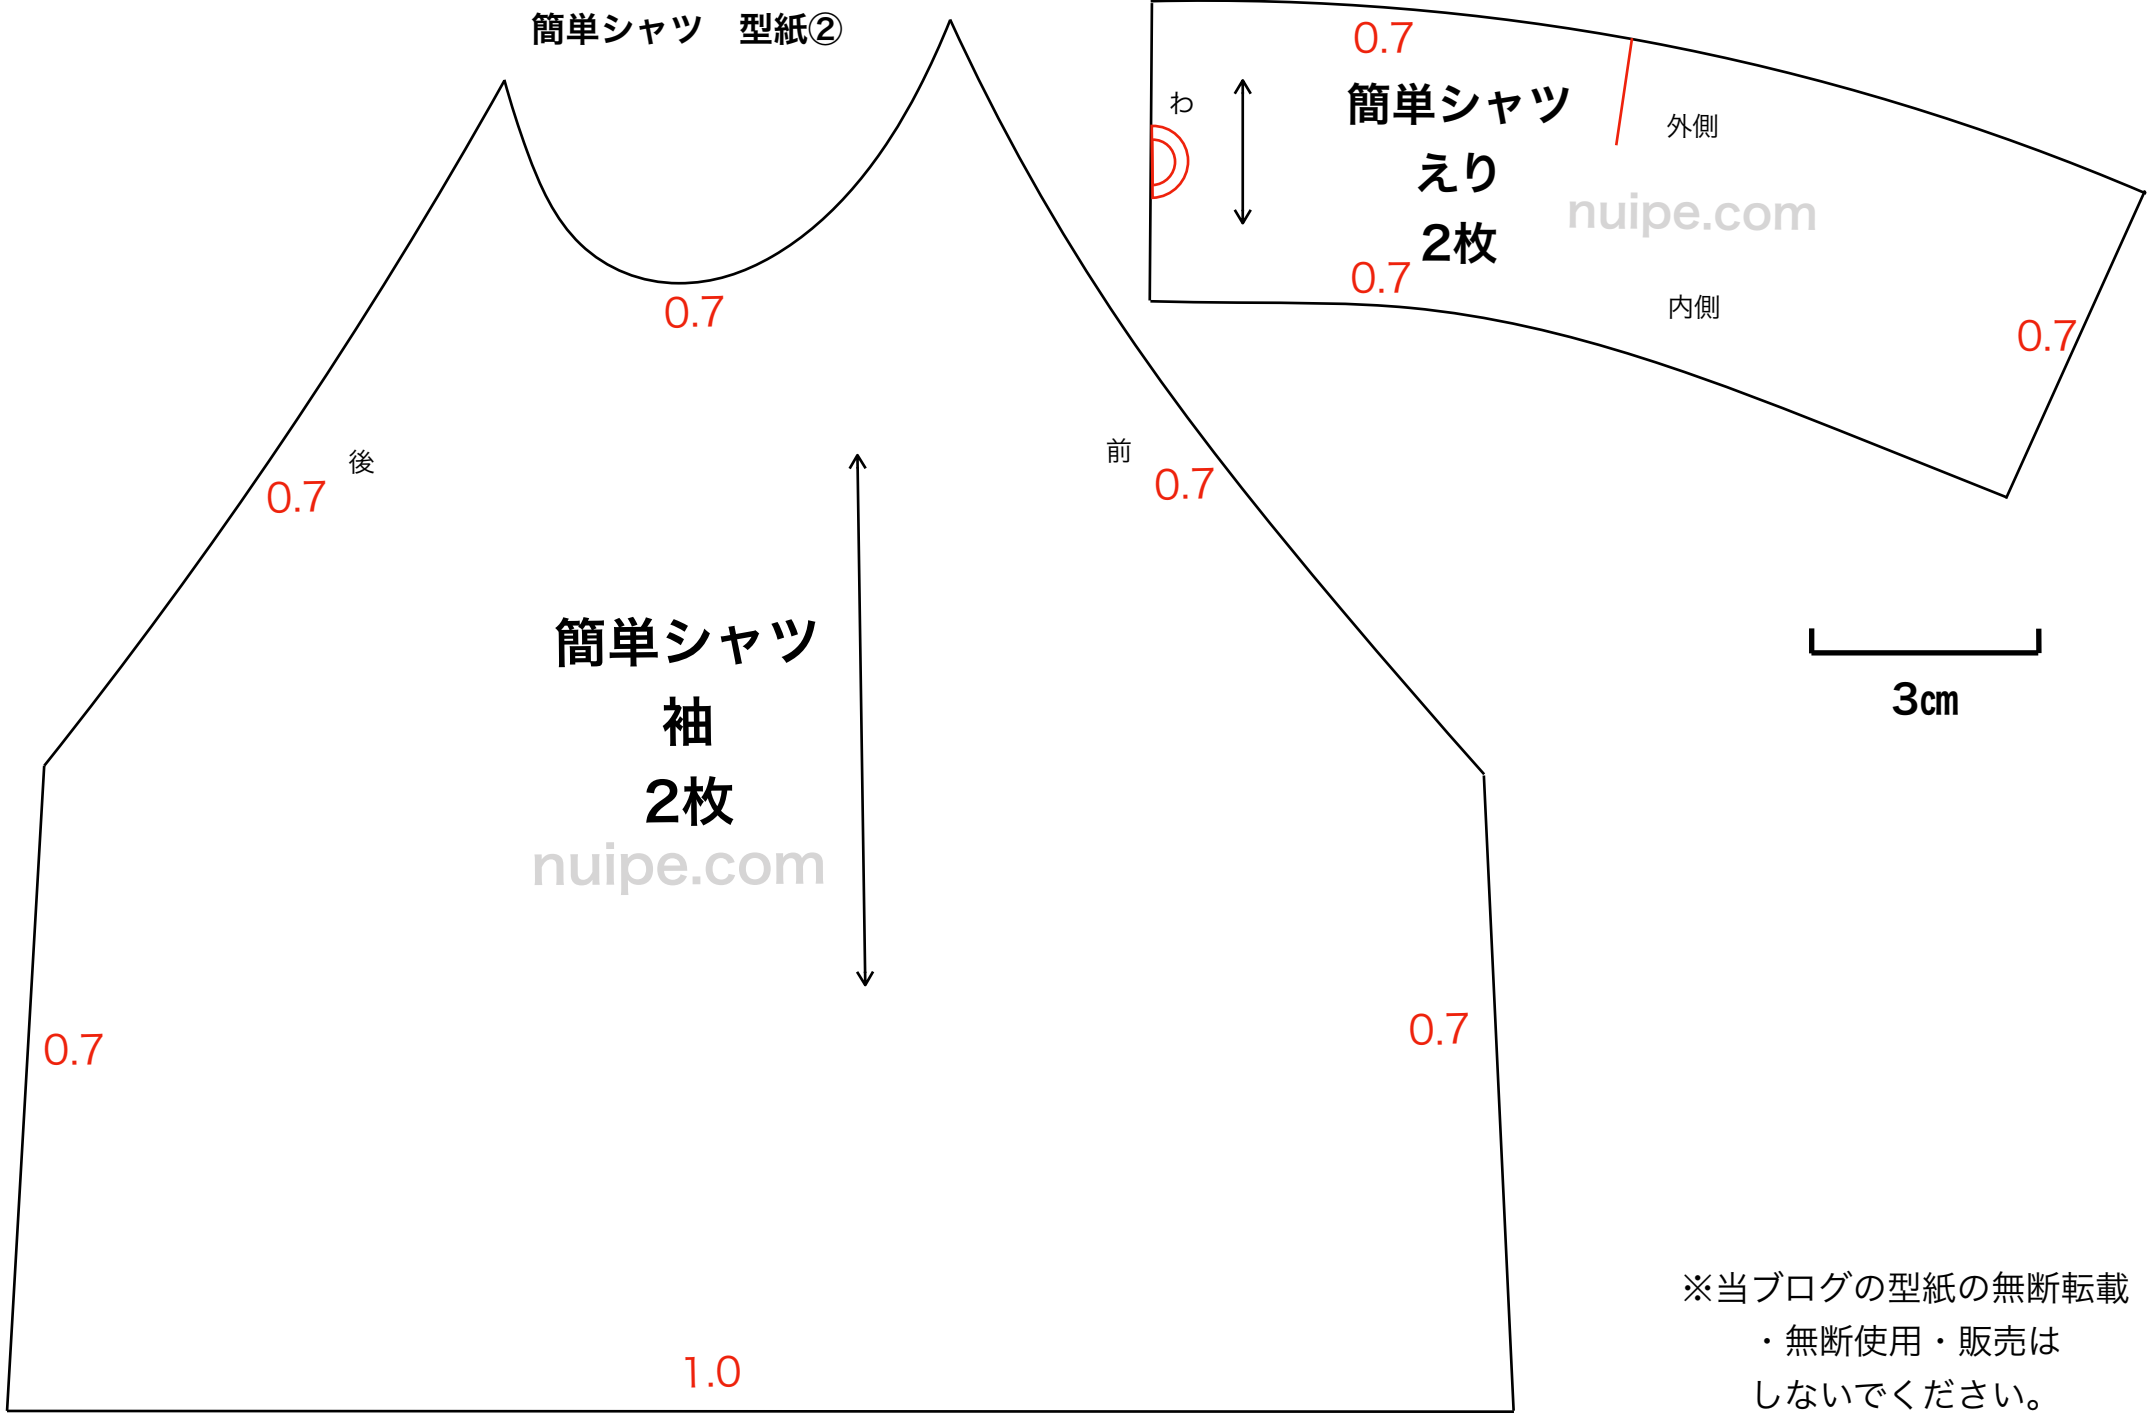 簡単シャツ　型紙②
0.7
わ
簡単シャツ
えり
2枚
外側
nuipe.com
0.7
内側
0.7
0.7
後
0.7
前
0.7
簡単シャツ
袖
2枚
nuipe.com
3㎝
0.7
0.7
1.0
※当ブログの型紙の無断転載
・無断使用・販売は
しないでください。